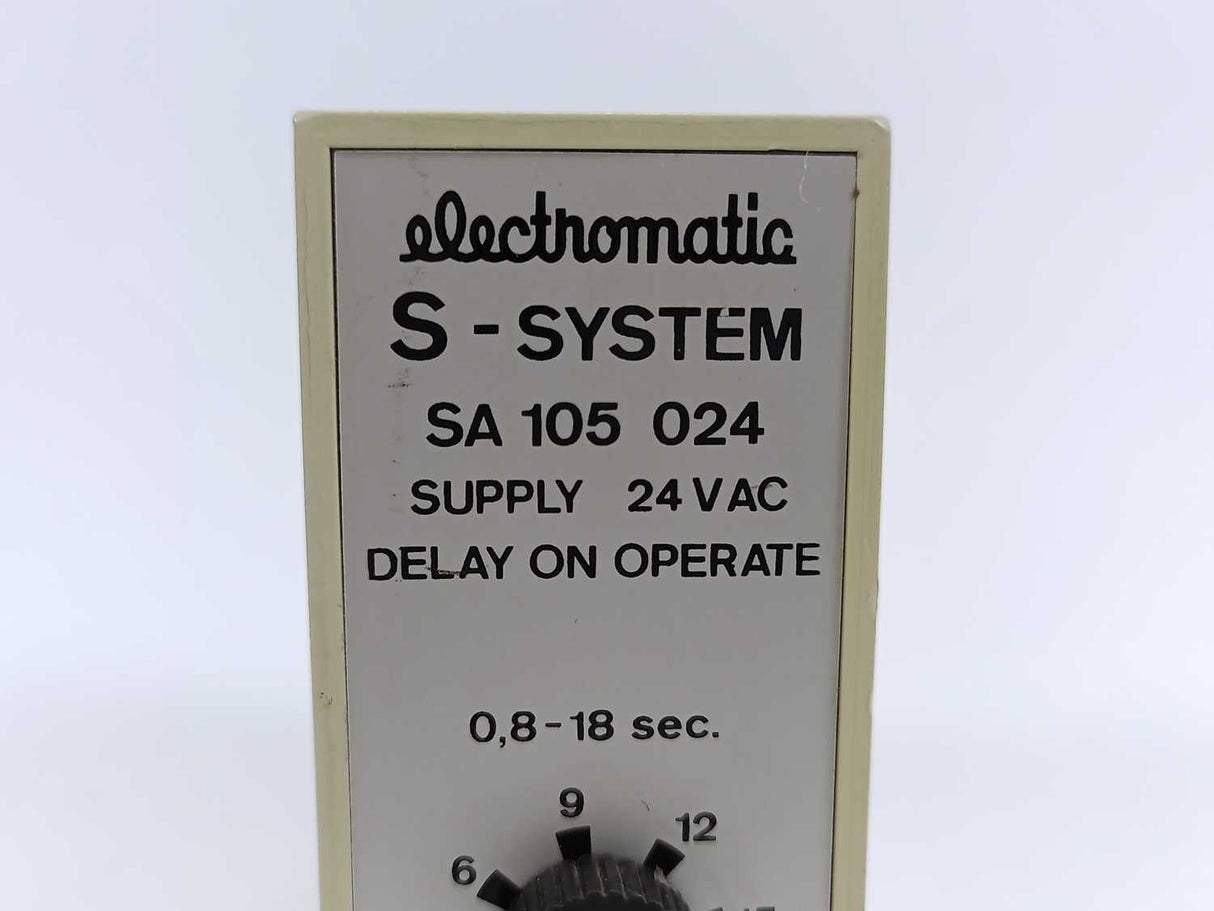 electromatic
S - SYSTEM
SA 105 024
SUPPLY 24 VAC
DELAY ON OPERATE
0,8 - 18 sec.
9
12
6